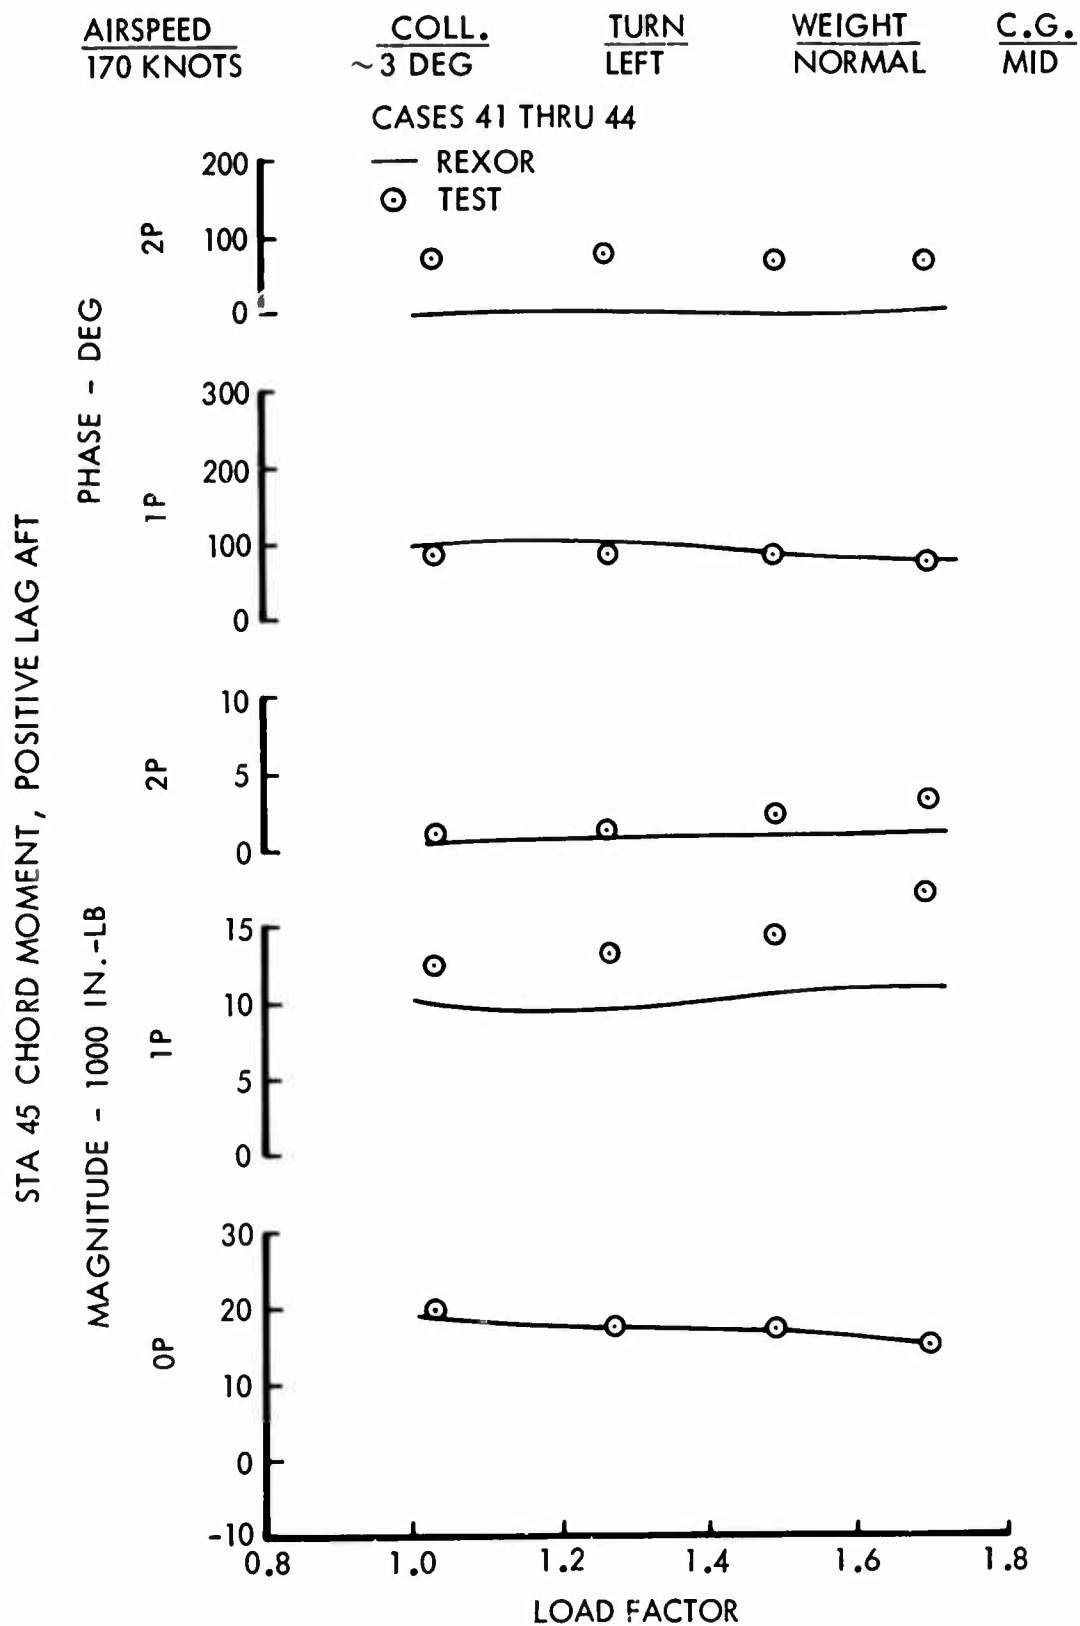 AIRSPEED COLL. TURN WEIGHT C.G.
170 KNOTS ~3 DEG LEFT NORMAL MID
CASES 41 THRU 44
REXOR
TEST
STA 45 CHORD MOMENT, POSITIVE LAG AFT
PHASE - DEG
2P
200
100
0
1P
300
200
100
0
MAGNITUDE - 1000 IN.-LB
2P
10
5
0
1P
15
10
5
0
0P
30
20
10
0
-10
0.8 1.0 1.2 1.4 1.6 1.8
LOAD FACTOR